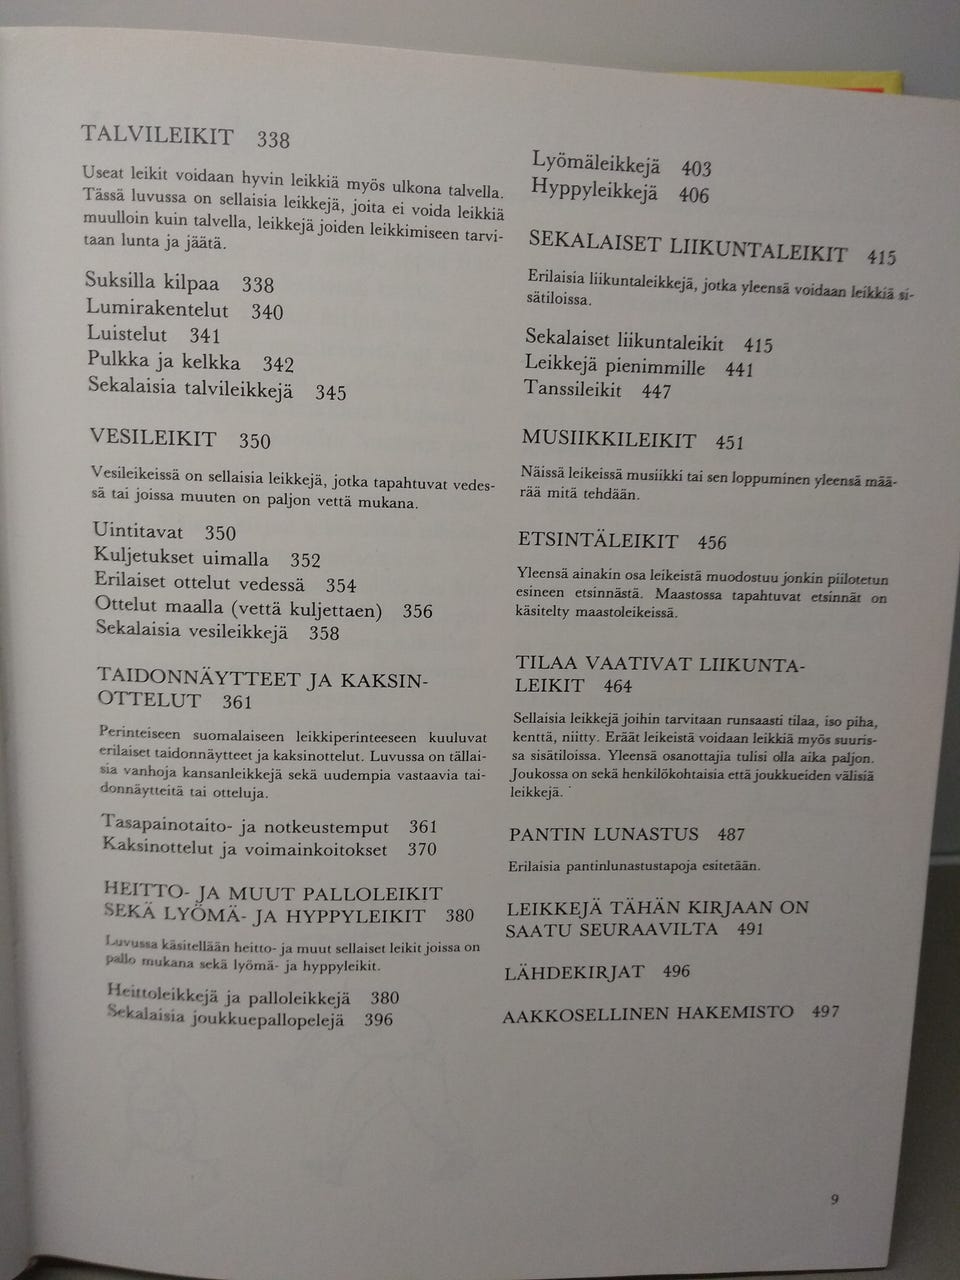 TALVILEIKIT 338
Useat leikit voidaan hyvin leikkiä myös ulkona talvella.
Tässä luvussa on sellaisia leikkejä, joita ei voida leikkiä
muulloin kuin talvella, leikkejä joiden leikkimiseen tarvi-
taan lunta ja jäätä.
Suksilla kilpaa 338
Lumirakentelut 340
Luistelut 341
Pulkka ja kelkka 342
Sekalaisia talvileikkejä 345
VESILEIKIT 350
Vesileikeissä on sellaisia leikkejä, jotka tapahtuvat vedes-
sä tai joissa muuten on paljon vettä mukana.
Uintitavat 350
Kuljetukset uimalla 352
Erilaiset ottelut vedessä 354
Ottelut maalla (vettä kuljettaen) 356
Sekalaisia vesileikkejä 358
TAIDONNÄYTTEET JA KAKSIN-
OTTELUT 361
Perinteiseen suomalaiseen leikkiperinteeseen kuuluvat
erilaiset taidonnäytteet ja kaksinottelut. Luvussa on tällai-
sia vanhoja kansanleikkejä sekä uudempia vastaavia tai-
donnäytteitä tai otteluja.
Tasapainotaito- ja notkeustemput 361
Kaksinottelut ja voimainkoitokset 370
HEITTO- JA MUUT PALLOLEIKIT
SEKÄ LYÖMÄ- JA HYPPYLEIKIT 380
Luvussa käsitellään heitto- ja muut sellaiset leikit joissa on
pallo mukana sekä lyömä- ja hyppyleikit.
Heittoleikkejä ja palloleikkejä 380
Sekalaisia joukkuepallopelejä 396
Lyömäleikkejä 403
Hyppyleikkejä 406
SEKALAISET LIIKUNTALEIKIT 415
Erilaisia liikuntaleikkejä, jotka yleensä voidaan leikkiä si-
sätiloissa.
Sekalaiset liikuntaleikit 415
Leikkejä pienimmille 441
Tanssileikit 447
MUSIIKKILEIKIT 451
Näissä leikeissä musiikki tai sen loppuminen yleensä mää-
rää mitä tehdään.
ETSINTÄLEIKIT 456
Yleensä ainakin osa leikeistä muodostuu jonkin piilotetun
esineen etsinnästä. Maastossa tapahtuvat etsinnät on
käsitelty maastoleikeissä.
TILAA VAATIVAT LIIKUNTA-
LEIKIT 464
Sellaisia leikkejä joihin tarvitaan runsaasti tilaa, iso piha,
kenttä, niitty. Eräät leikeistä voidaan leikkiä myös suuris-
sa sisätiloissa. Yleensä osanottajia tulisi olla aika paljon.
Joukossa on sekä henkilökohtaisia että joukkueiden välisiä
leikkejä.
PANTIN LUNASTUS 487
Erilaisia pantinlunastustapoja esitetään.
LEIKKEJÄ TÄHÄN KIRJAAN ON
SAATU SEURAAVILTA 491
LÄHDEKIRJAT 496
AAKKOSELLINEN HAKEMISTO 497
9